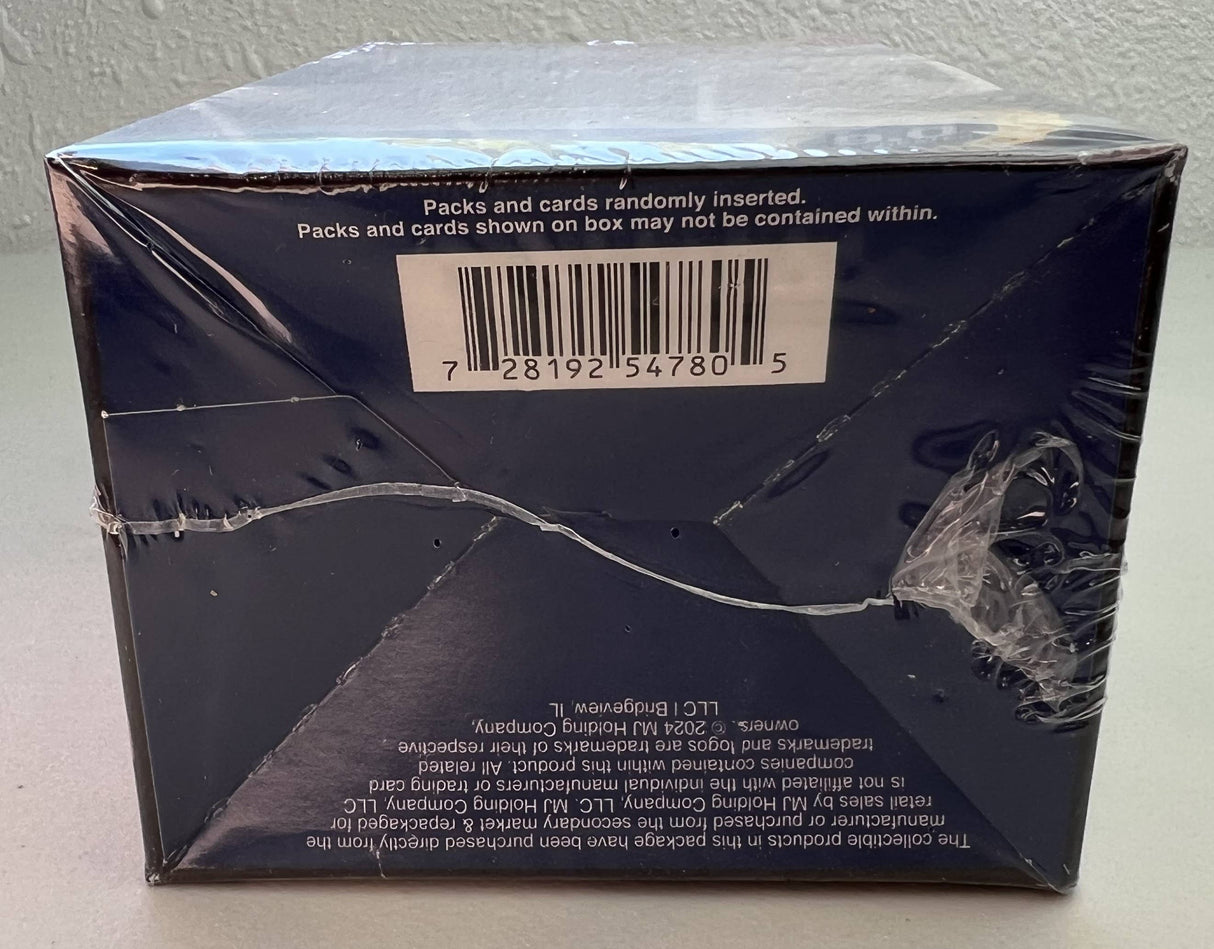 Packs and cards randomly inserted.
Packs and cards shown on box may not be contained within.
7 28192 54780 5
The collectible products in this package have been purchased directly from the
manufacturer or purchased from the secondary market & repackaged for
retail sales by MJ Holding Company, LLC. MJ Holding Company, LLC
is not affiliated with the individual manufacturers or trading card
companies contained within this product. All related
trademarks and logos are trademarks of their respective
owners. © 2024 MJ Holding Company,
LLC | Bridgeview, IL